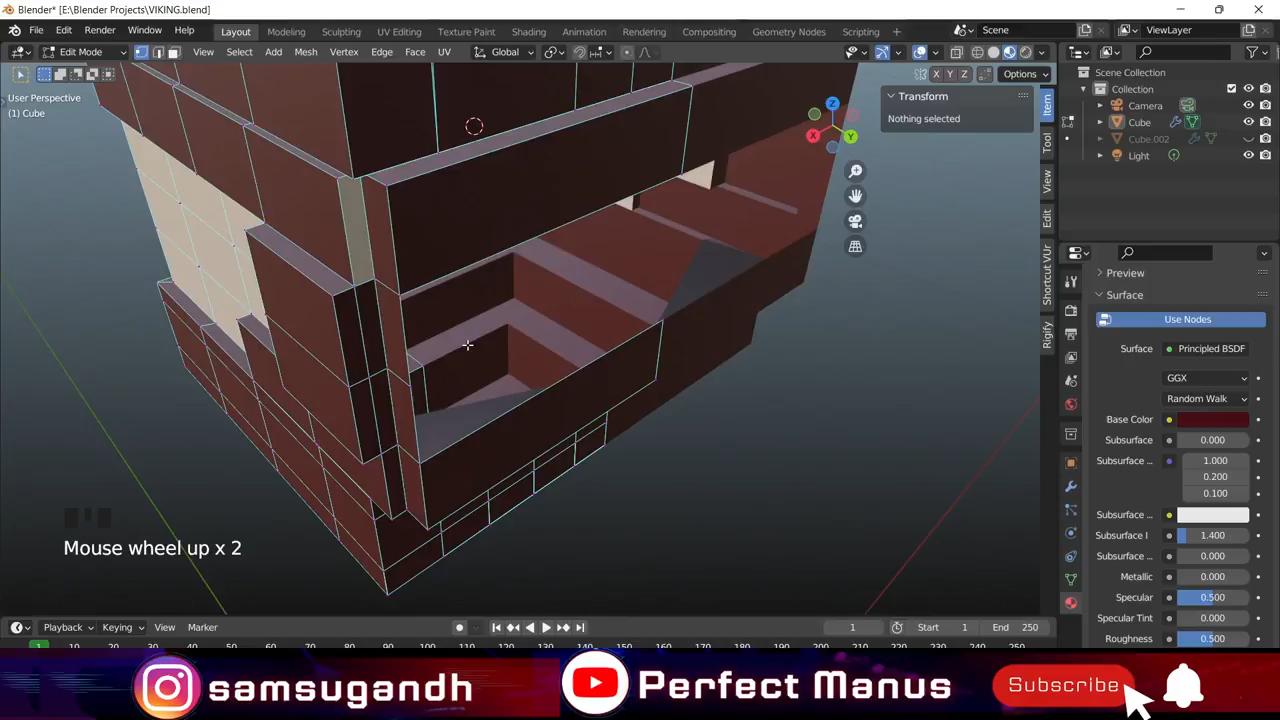 Blender* [E:\Blender Projects\VIKING.blend]
File Edit Render Window Help Layout Modeling Sculpting UV Editing Texture Paint Shading Animation Rendering Compositing Geometry Nodes Scripting Scene ViewLayer
Edit Mode View Select Add Mesh Vertex Edge Face UV Global
X Y Z Options
User Perspective
(1) Cube
Transform
Nothing selected
Z
X
Y
Item
Tool
View
Edit
Shortcut VUr
Rigify
Scene Collection
Collection
Camera
Cube
Cube.002
Light
Preview
Surface
Use Nodes
Surface Principled BSDF
GGX
Random Walk
Base Color
Subsurface 0.000
Subsurface ... 1.000
0.200
0.100
Subsurface ...
Subsurface I 1.400
Subsurface ... 0.000
Metallic 0.000
Specular 0.500
Specular Tint 0.000
Roughness 0.500
Mouse wheel up x 2
Playback Keying View Marker 1 Start 1 End 250
samsugandh
Perfect Manus
Subscribe